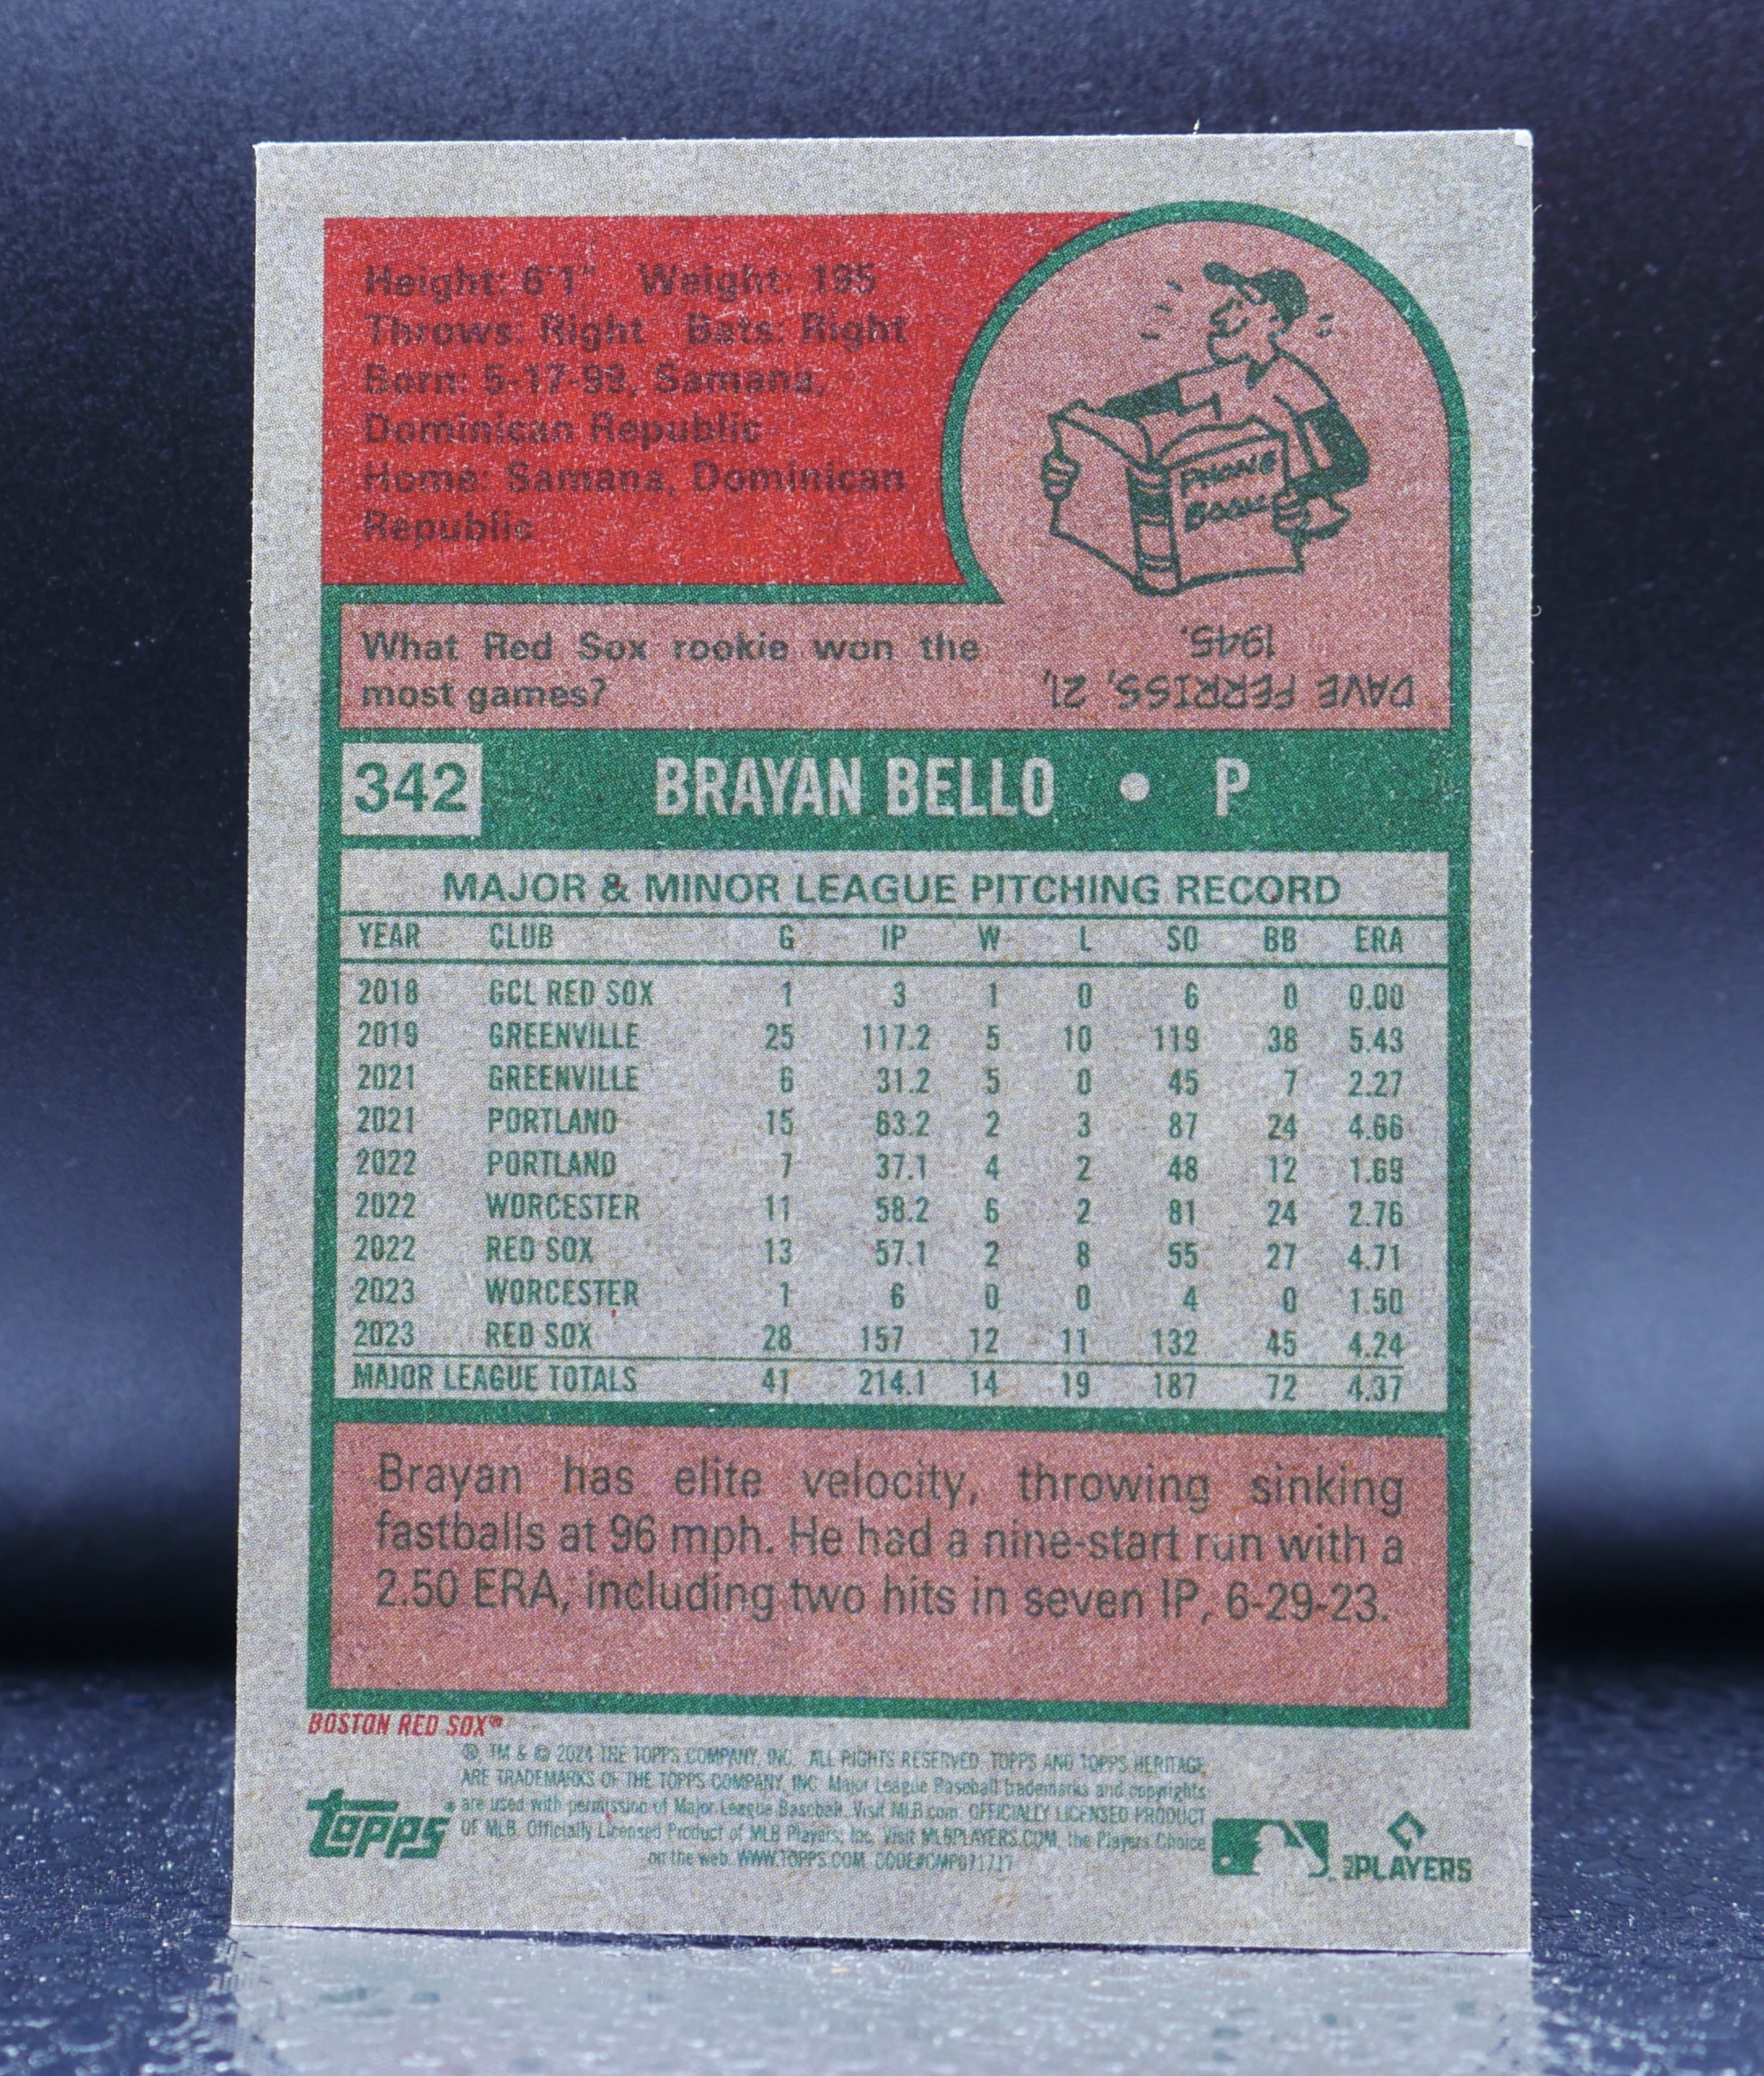 Height: 6'1" Weight: 195
Throws: Right Bats: Right
Born: 5-17-99, Samana,
Dominican Republic
Home: Samana, Dominican
Republic
PHONE
BOOK
What Red Sox rookie won the
most games?
DAVE FERRISS, 21,
1945.
342 BRAYAN BELLO • P
MAJOR & MINOR LEAGUE PITCHING RECORD
YEAR CLUB G IP W L SO BB ERA
2018 GCL RED SOX 1 3 1 0 6 0 0.00
2019 GREENVILLE 25 117.2 5 10 119 38 5.43
2021 GREENVILLE 6 31.2 5 0 45 7 2.27
2021 PORTLAND 15 63.2 2 3 87 24 4.66
2022 PORTLAND 7 37.1 4 2 48 12 1.69
2022 WORCESTER 11 58.2 6 2 81 24 2.76
2022 RED SOX 13 57.1 2 8 55 27 4.71
2023 WORCESTER 1 6 0 0 4 0 1.50
2023 RED SOX 28 157 12 11 132 45 4.24
MAJOR LEAGUE TOTALS 41 214.1 14 19 187 72 4.37
Brayan has elite velocity, throwing sinking
fastballs at 96 mph. He had a nine-start run with a
2.50 ERA, including two hits in seven IP, 6-29-23.
BOSTON RED SOX®
®, TM & © 2024 THE TOPPS COMPANY, INC. ALL RIGHTS RESERVED. TOPPS AND TOPPS HERITAGE
ARE TRADEMARKS OF THE TOPPS COMPANY, INC. Major League Baseball trademarks and copyrights
are used with permission of Major League Baseball. Visit MLB.com. OFFICIALLY LICENSED PRODUCT
OF MLB. Officially Licensed Product of MLB Players, Inc. Visit MLBPLAYERS.COM, the Players Choice
on the web. WWW.TOPPS.COM CODE#CMP071717
topps
PLAYERS